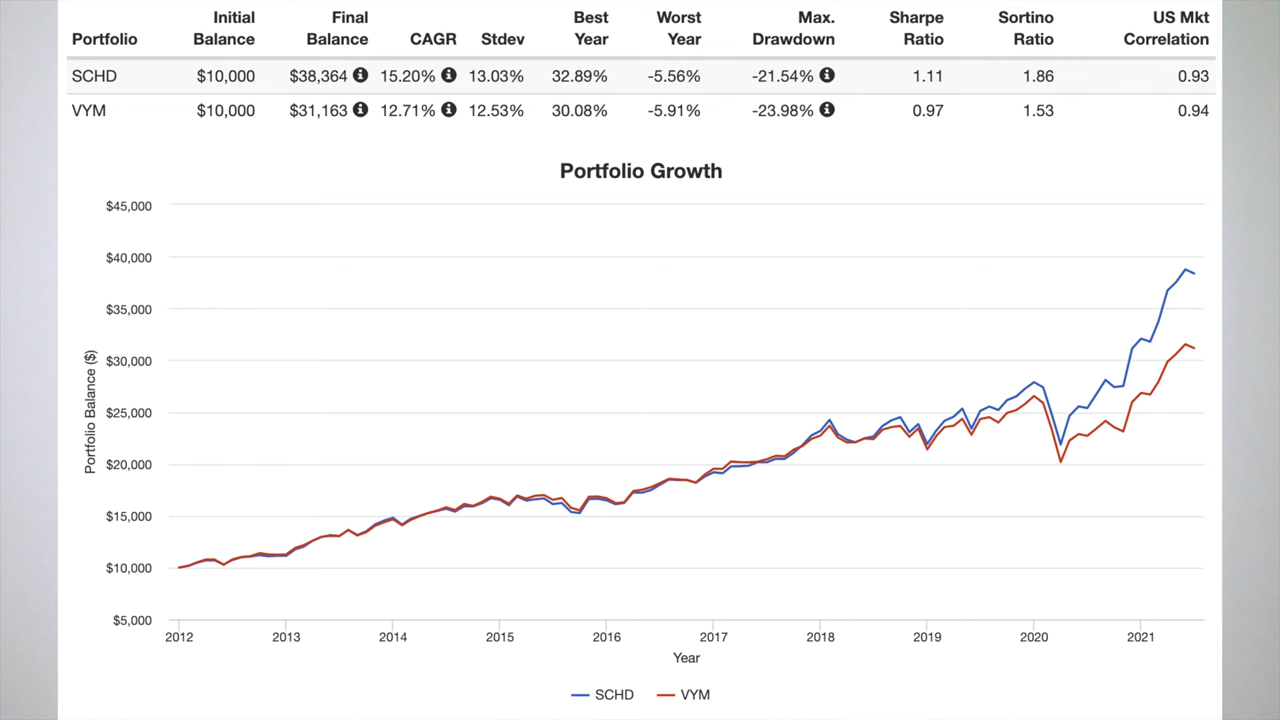 Portfolio Initial Balance Final Balance CAGR Stdev Best Year Worst Year Max. Drawdown Sharpe Ratio Sortino Ratio US Mkt Correlation
SCHD $10,000 $38,364 15.20% 13.03% 32.89% -5.56% -21.54% 1.11 1.86 0.93
VYM $10,000 $31,163 12.71% 12.53% 30.08% -5.91% -23.98% 0.97 1.53 0.94
Portfolio Growth
Portfolio Balance ($)
$45,000
$40,000
$35,000
$30,000
$25,000
$20,000
$15,000
$10,000
$5,000
2012 2013 2014 2015 2016 2017 2018 2019 2020 2021
Year
SCHD VYM